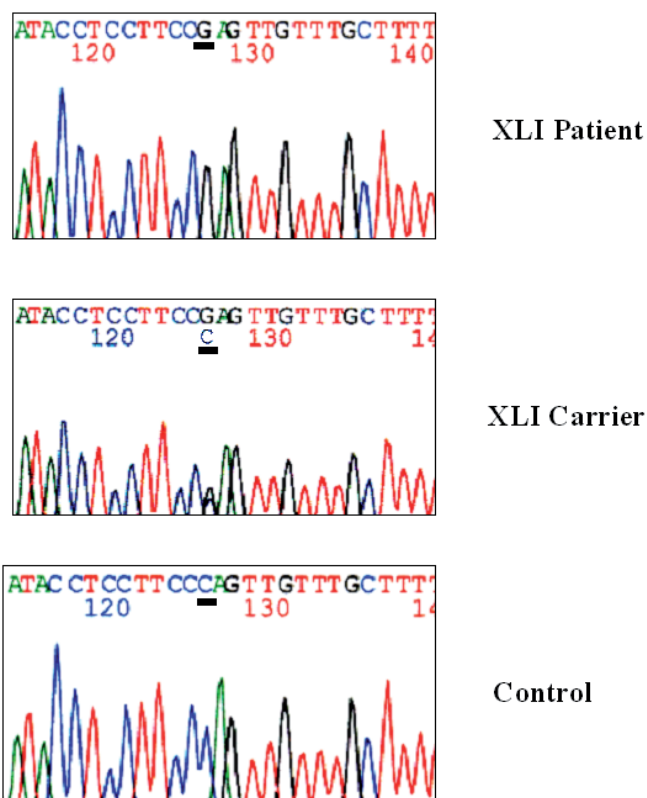 ATACCTCCTTCCGAGTTGTTTGCTTTT
120 130 140
XLI Patient
ATACCTCCTTCCGAGTTGTTTGCTTTT
120 C 130 14
XLI Carrier
ATACCTCCTTCCCAGTTGTTTGCTTTT
120 130 14
Control